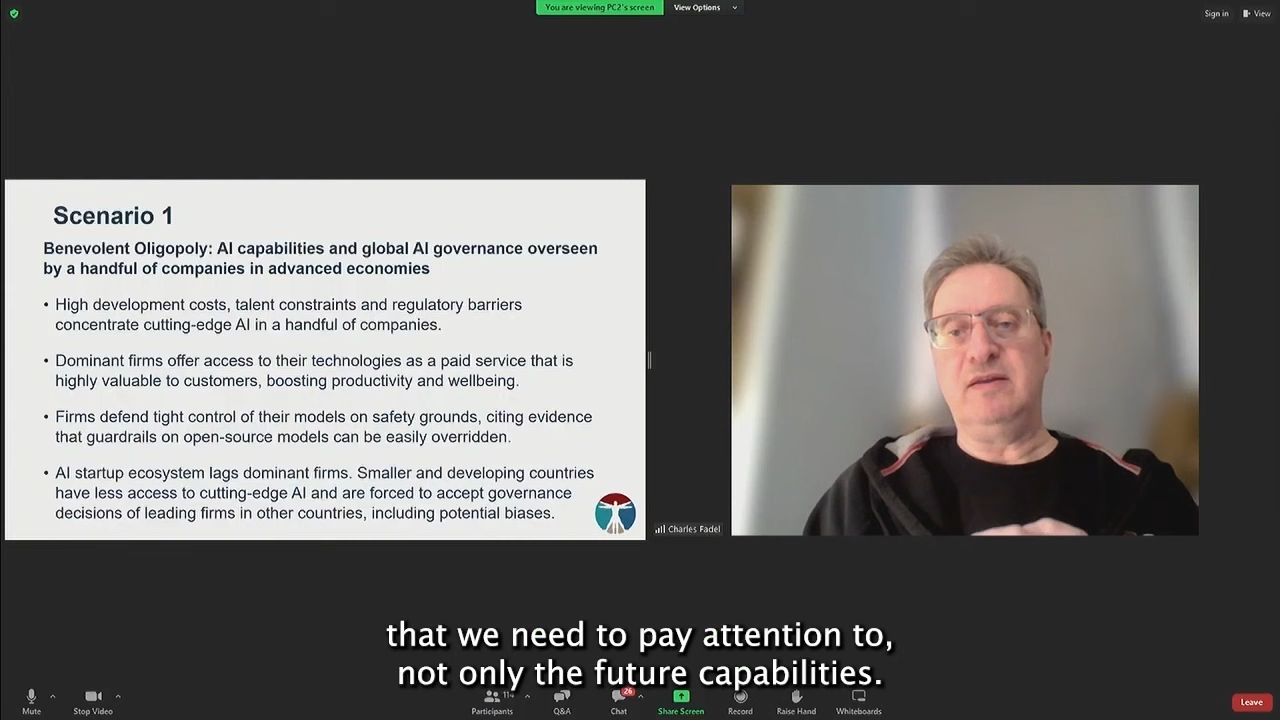 You are viewing PC2's screen
View Options
Sign in
View
Scenario 1
Benevolent Oligopoly: AI capabilities and global AI governance overseen
by a handful of companies in advanced economies
• High development costs, talent constraints and regulatory barriers
concentrate cutting-edge AI in a handful of companies.
• Dominant firms offer access to their technologies as a paid service that is
highly valuable to customers, boosting productivity and wellbeing.
• Firms defend tight control of their models on safety grounds, citing evidence
that guardrails on open-source models can be easily overridden.
• AI startup ecosystem lags dominant firms. Smaller and developing countries
have less access to cutting-edge AI and are forced to accept governance
decisions of leading firms in other countries, including potential biases.
Charles Fadel
that we need to pay attention to,
not only the future capabilities.
26
Mute
Stop Video
Participants
Q&A
Chat
Share Screen
Record
Raise Hand
Whiteboards
Leave